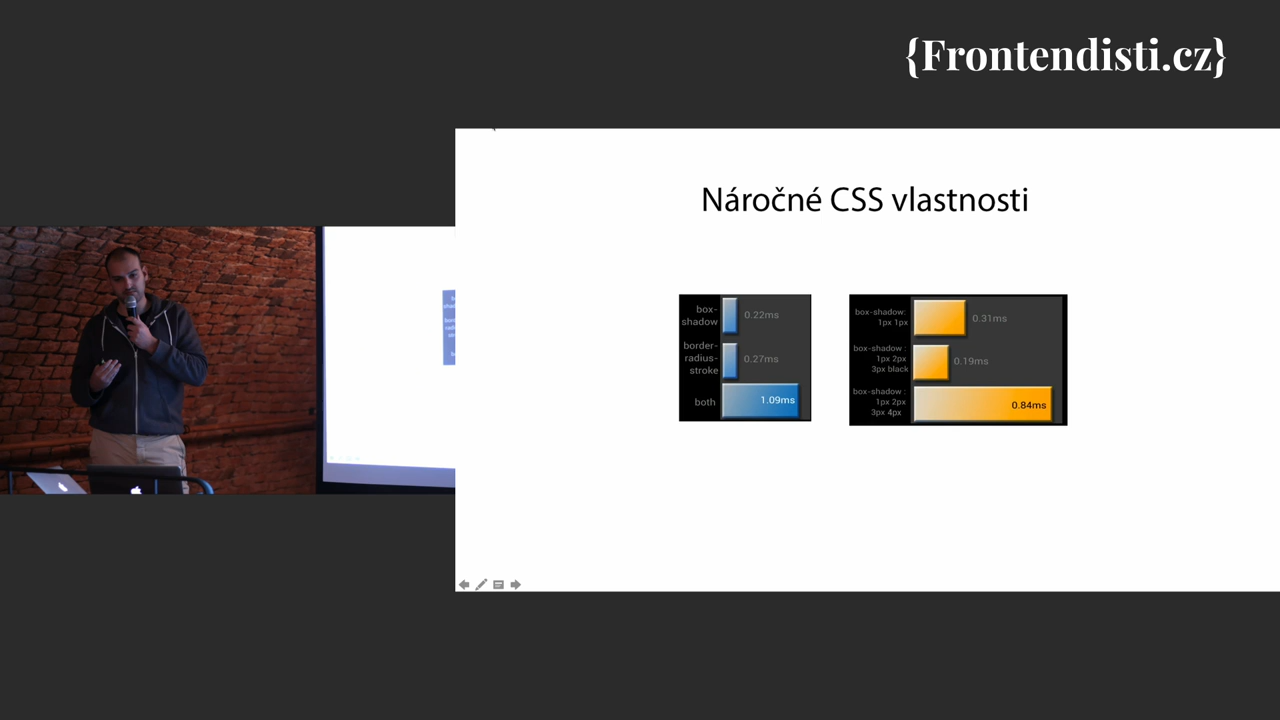 {Frontendisti.cz}
Náročné CSS vlastnosti
box-
shadow
0.22ms
border-
radius-
stroke
0.27ms
both
1.09ms
box-shadow:
1px 1px
0.31ms
box-shadow :
1px 2px
3px black
0.19ms
box-shadow :
1px 2px
3px 4px
0.84ms